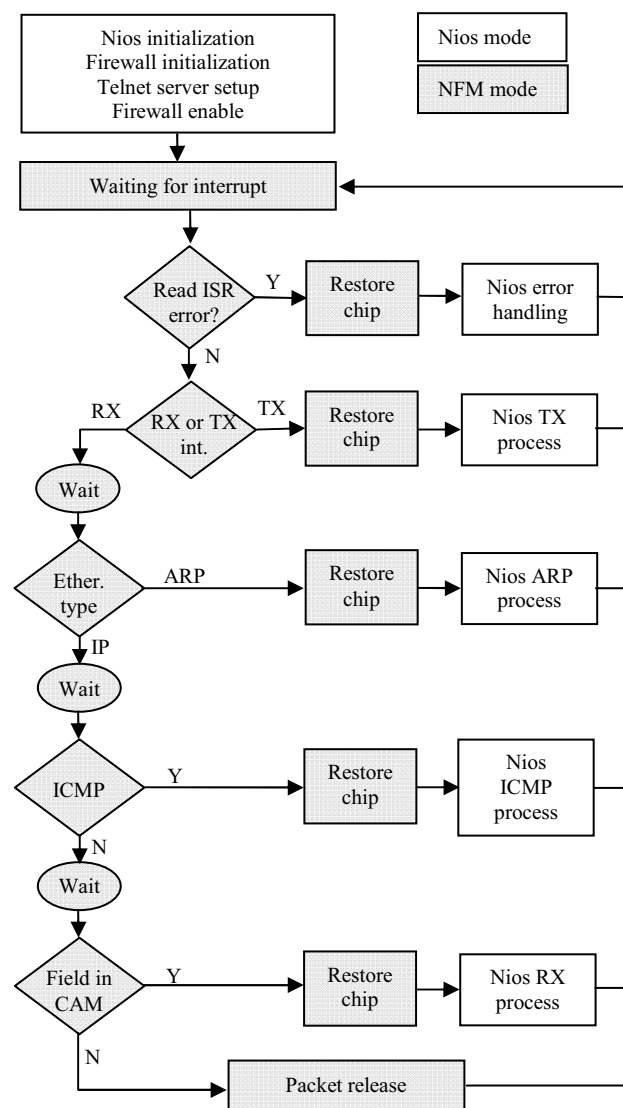 Nios initialization
Firewall initialization
Telnet server setup
Firewall enable
Nios mode
NFM mode
Waiting for interrupt
Read ISR
error?
Y
Restore
chip
Nios error
handling
N
RX
RX or TX
int.
TX
Restore
chip
Nios TX
process
Wait
Ether.
type
ARP
Restore
chip
Nios ARP
process
IP
Wait
ICMP
Y
Restore
chip
Nios
ICMP
process
N
Wait
Field in
CAM
Y
Restore
chip
Nios RX
process
N
Packet release